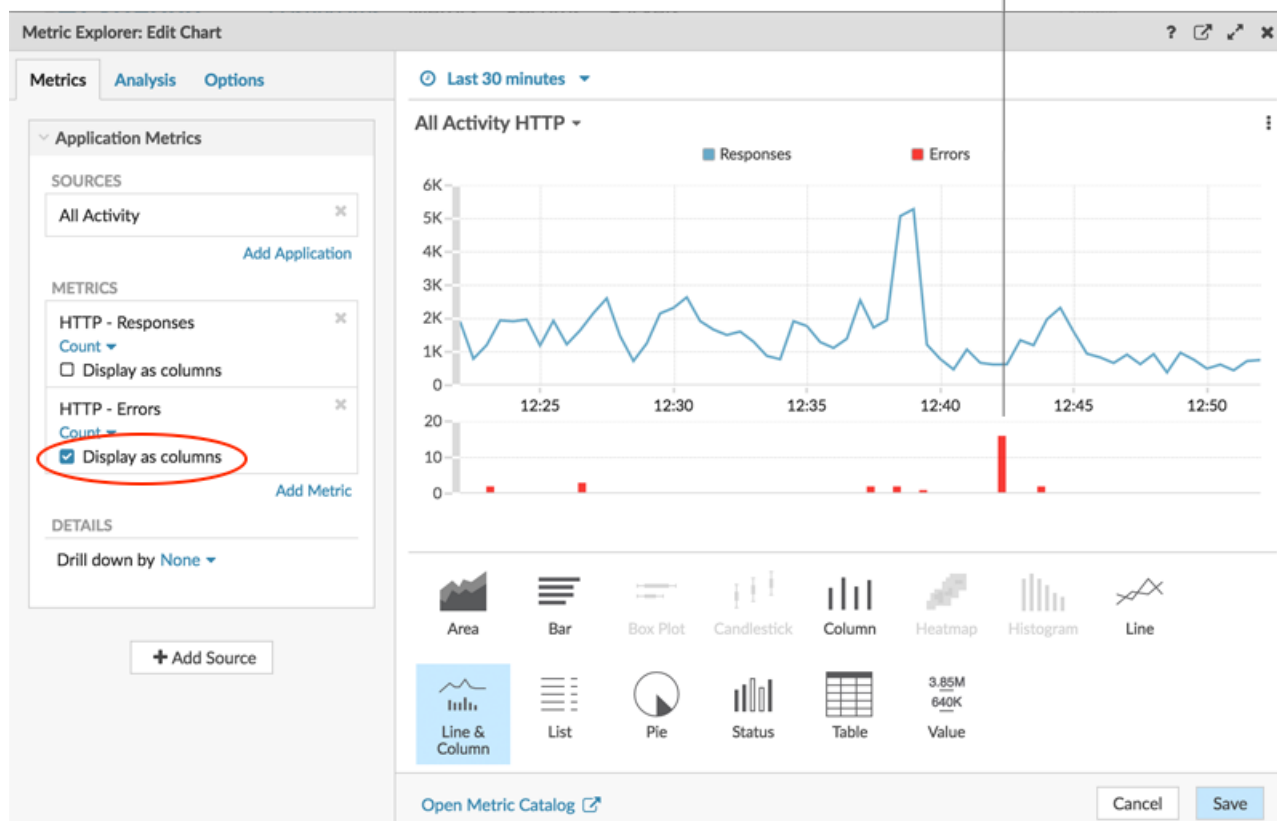 Metric Explorer: Edit Chart
?
Metrics Analysis Options
Last 30 minutes
Application Metrics
SOURCES
All Activity
Add Application
METRICS
HTTP - Responses
Count
Display as columns
HTTP - Errors
Count
Display as columns
Add Metric
DETAILS
Drill down by None
+ Add Source
All Activity HTTP
Responses Errors
6K
5K
4K
3K
2K
1K
0
12:25 12:30 12:35 12:40 12:45 12:50
20
10
0
Area Bar Box Plot Candlestick Column Heatmap Histogram Line
3.85M
640K
Line & Column List Pie Status Table Value
Open Metric Catalog
Cancel Save